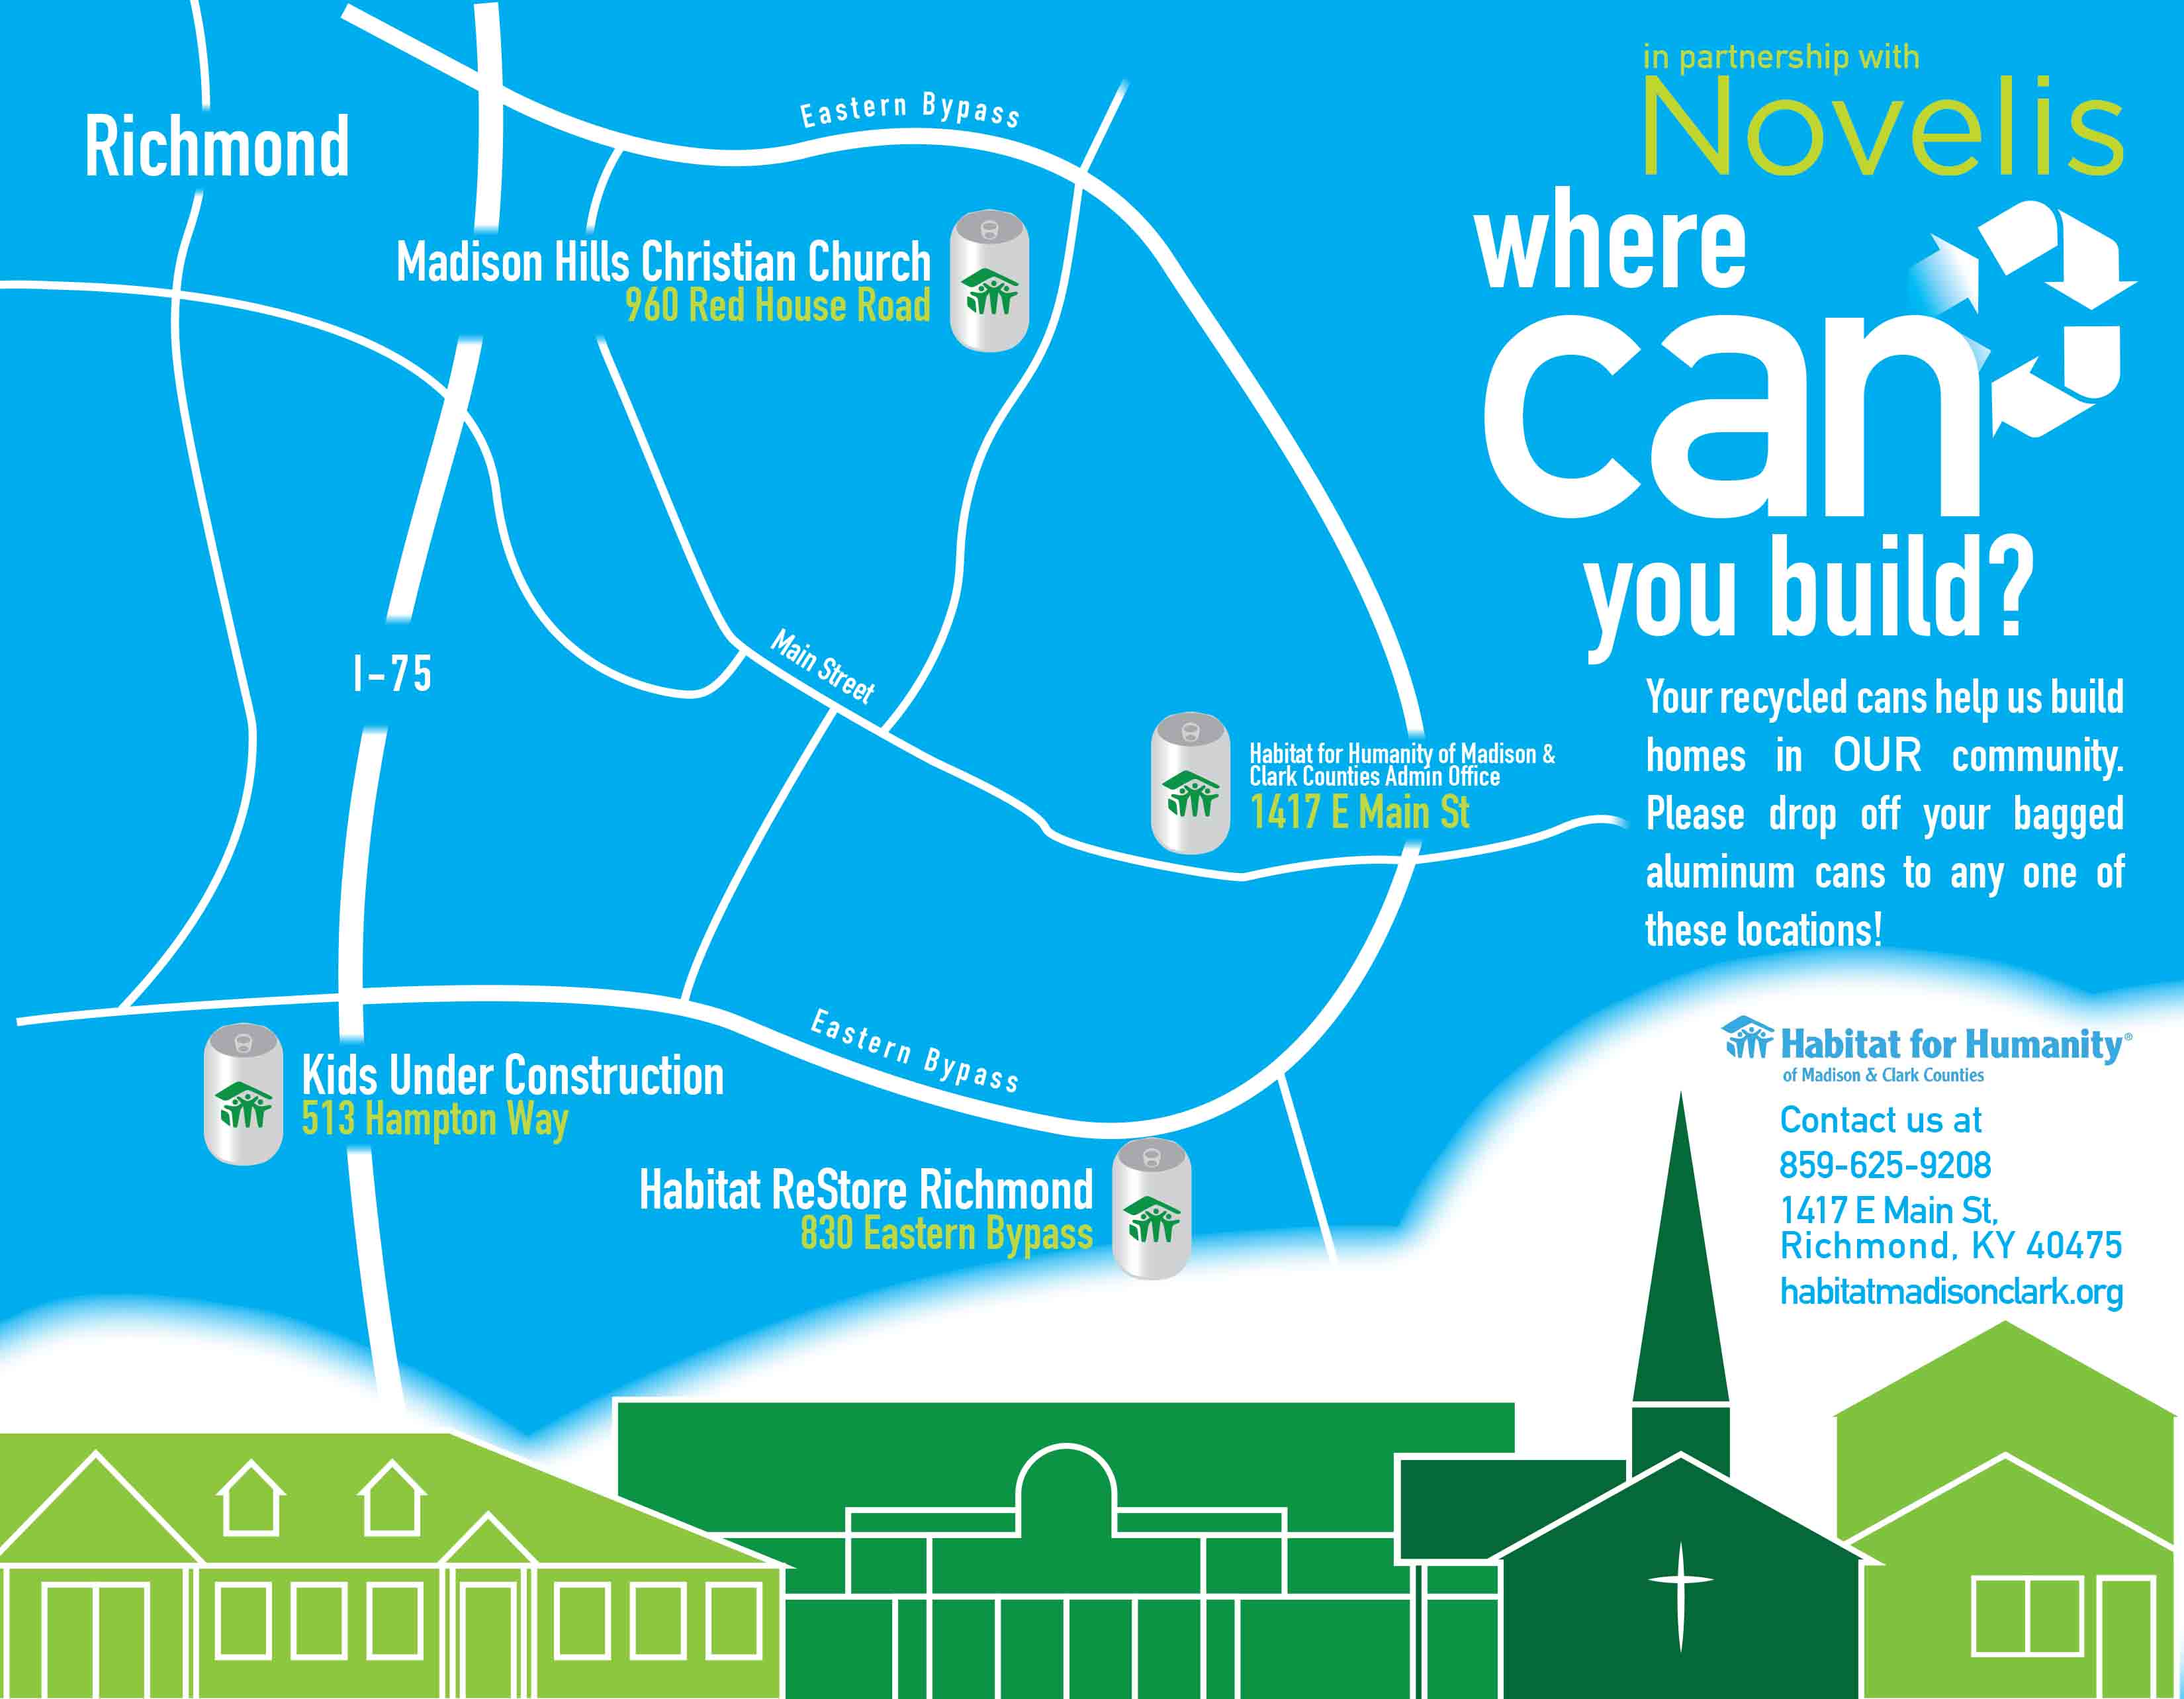 in partnership with
Novelis
where
can
you build?
Your recycled cans help us build
homes in OUR community.
Please drop off your bagged
aluminum cans to any one of
these locations!
Richmond
Eastern Bypass
Madison Hills Christian Church
960 Red House Road
I-75
Main Street
Habitat for Humanity of Madison &
Clark Counties Admin Office
1417 E Main St
Eastern Bypass
Kids Under Construction
513 Hampton Way
Habitat ReStore Richmond
830 Eastern Bypass
Habitat for Humanity®
of Madison & Clark Counties
Contact us at
859-625-9208
1417 E Main St,
Richmond, KY 40475
habitatmadisonclark.org